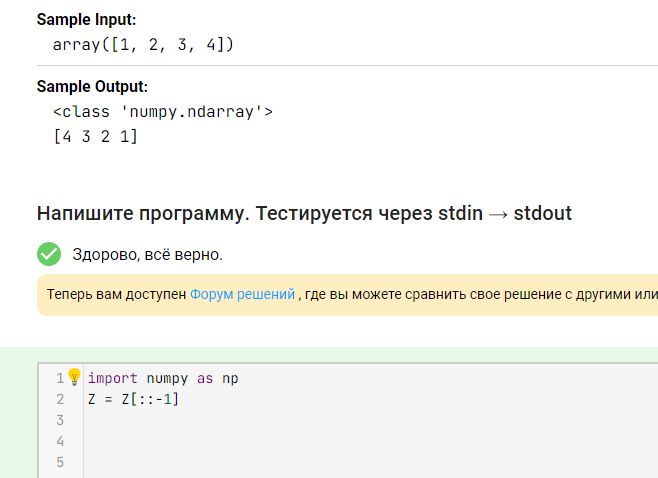 Sample Input:
array([1, 2, 3, 4])
Sample Output:
<class 'numpy.ndarray'>
[4 3 2 1]
Напишите программу. Тестируется через stdin → stdout
Здорово, всё верно.
Теперь вам доступен Форум решений , где вы можете сравнить свое решение с другими или
1 import numpy as np
2 Z = Z[::-1]
3
4
5